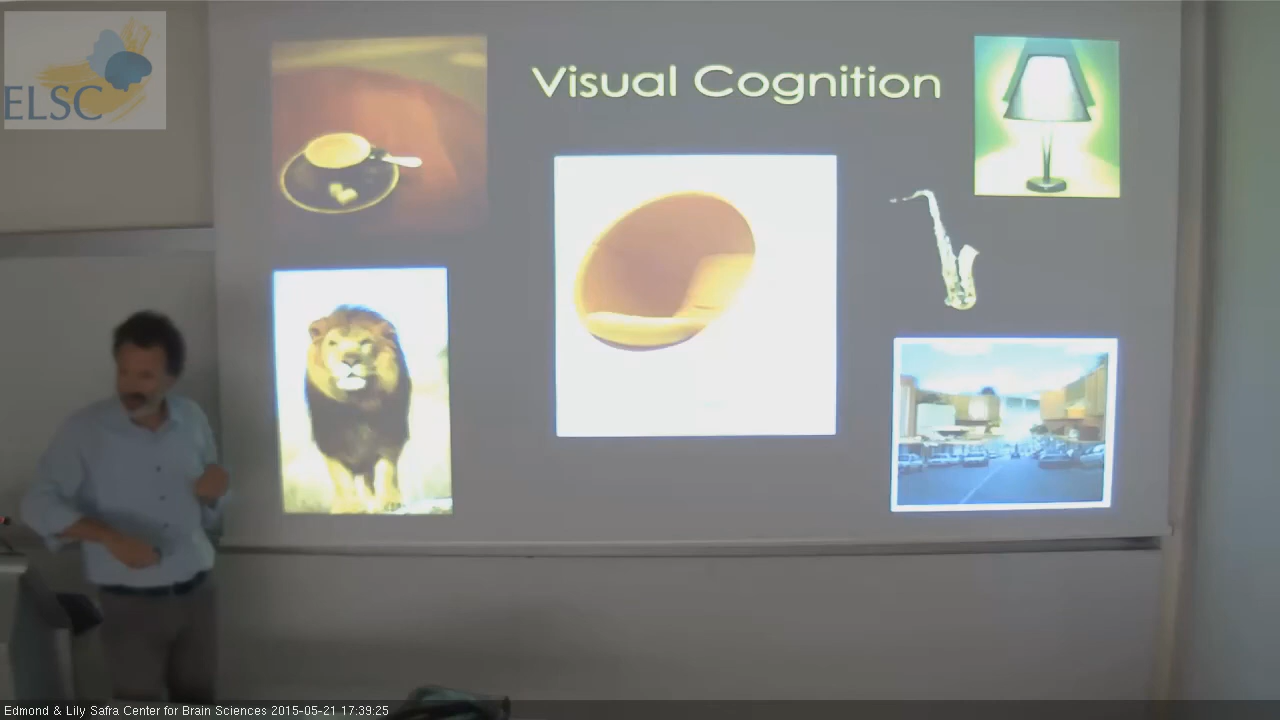 ELSC
Visual Cognition
Edmond & Lily Safra Center for Brain Sciences 2015-05-21 17:39:25